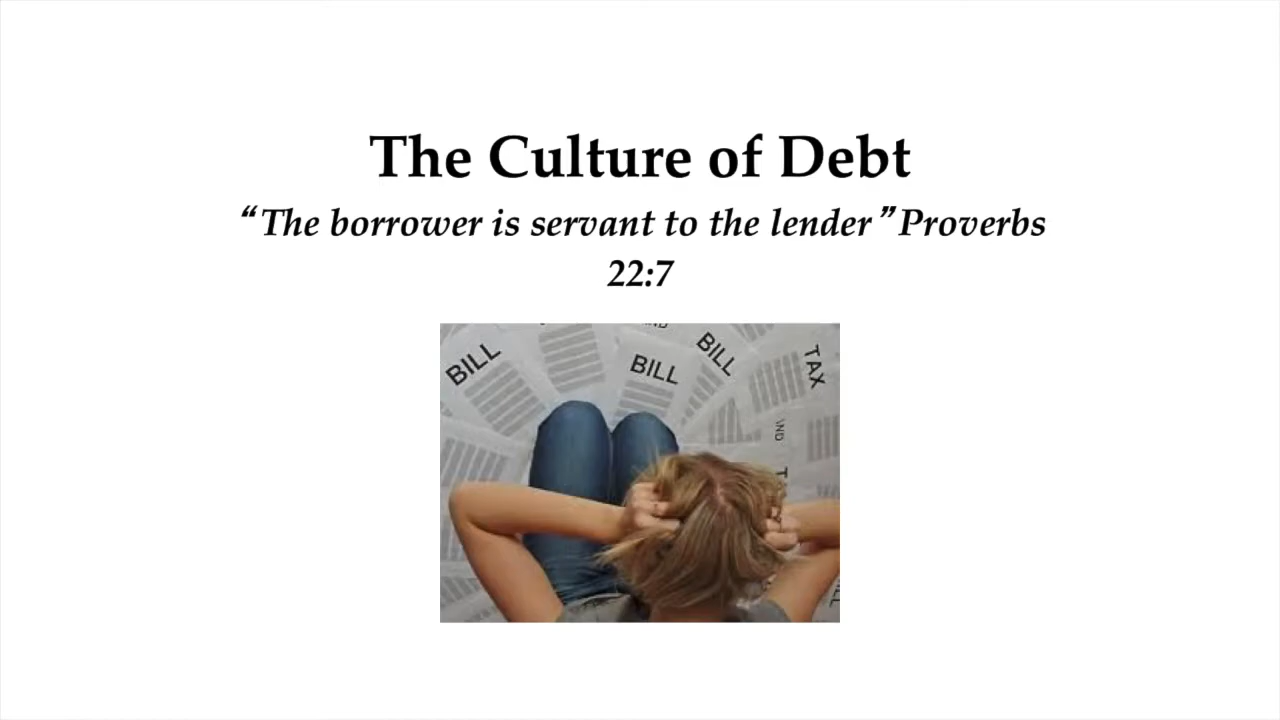 The Culture of Debt
“The borrower is servant to the lender”Proverbs
22:7
BILL
BILL
BILL
TAX